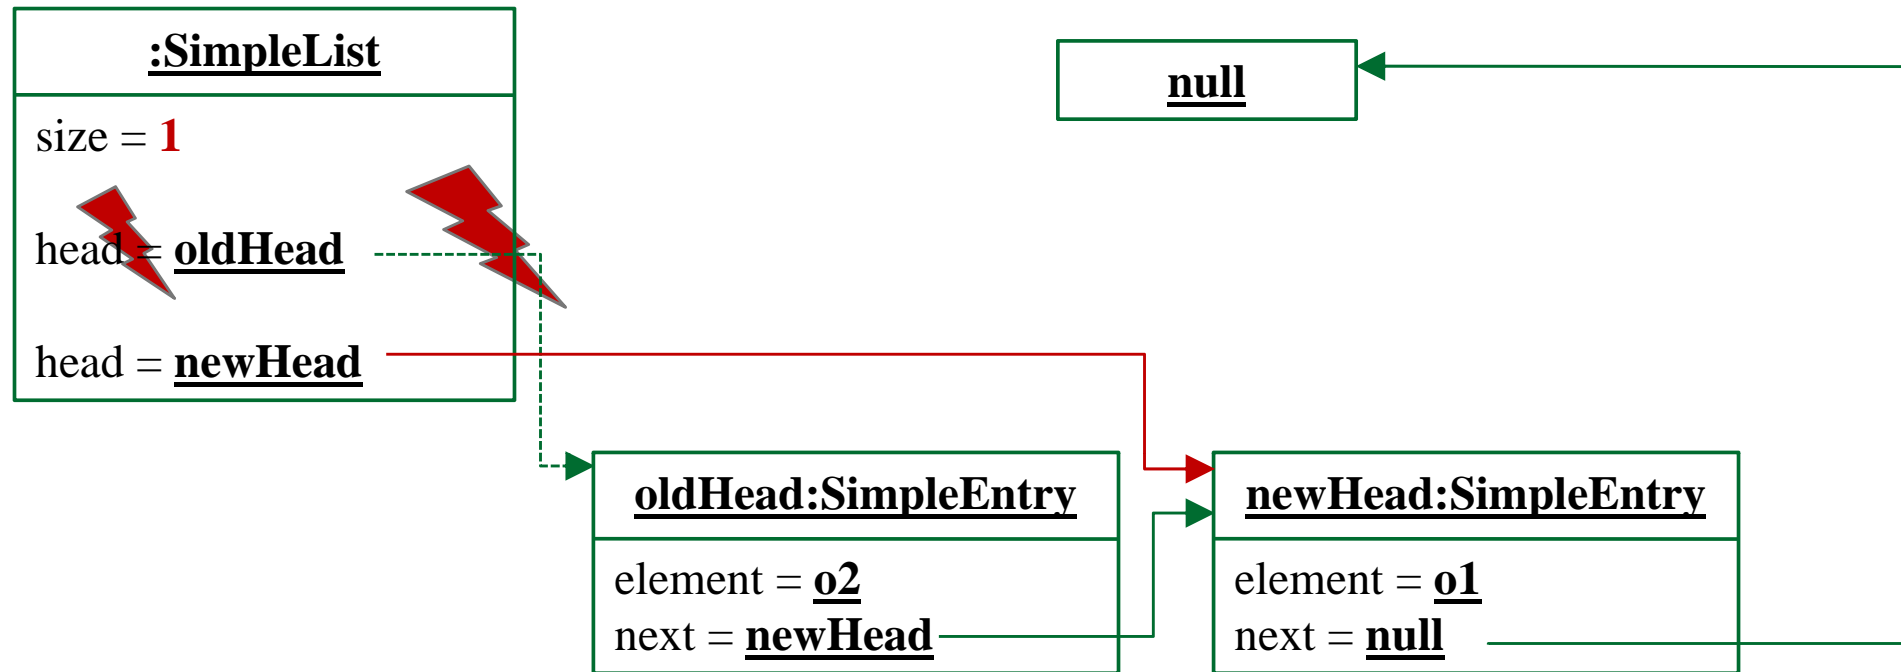 :SimpleList
null
size = 1
head = oldHead
head = newHead
oldHead:SimpleEntry
element = o2
next = newHead
newHead:SimpleEntry
element = o1
next = null